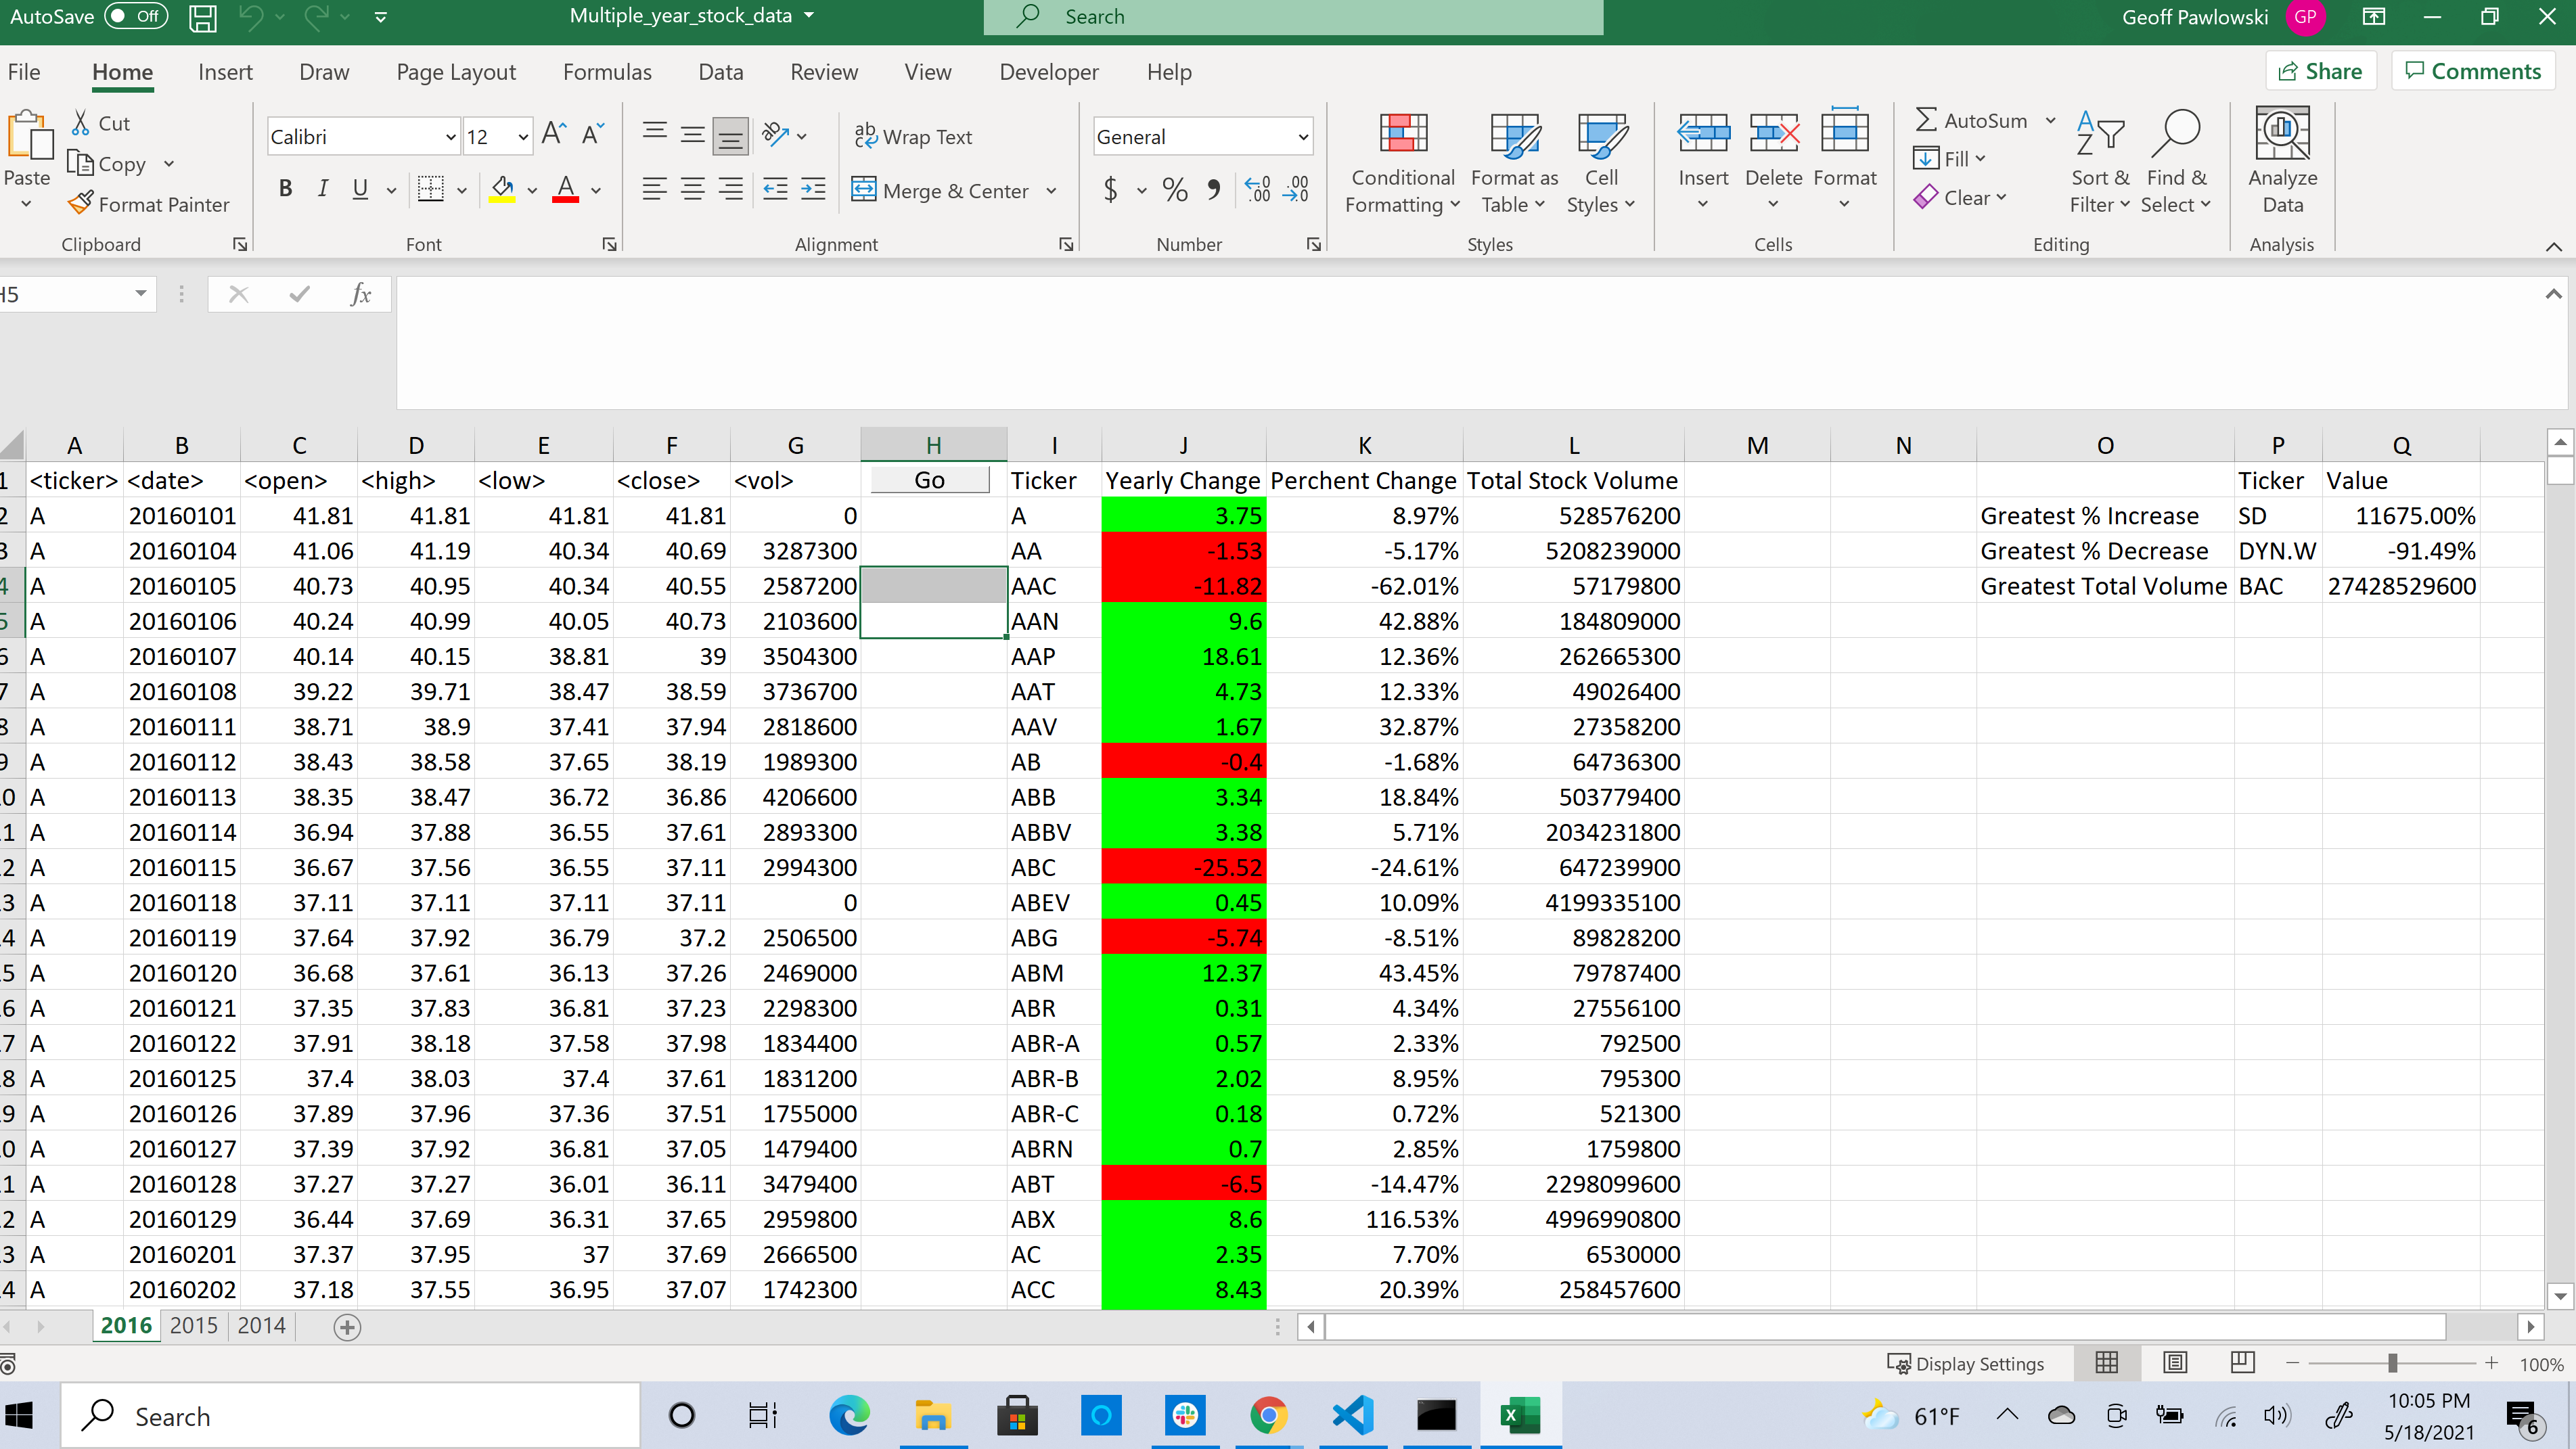 AutoSave Off Multiple_year_stock_data Search Geoff Pawlowski GP
File Home Insert Draw Page Layout Formulas Data Review View Developer Help Share Comments
Paste Cut Copy Format Painter Clipboard
Calibri 12 B I U Font
Wrap Text Merge & Center Alignment
General $ % Number
Conditional Formatting Format as Table Cell Styles Styles
Insert Delete Format Cells
AutoSum Fill Clear Sort & Filter Find & Select Editing
Analyze Data Analysis
H5 fx
A B C D E F G H I J K L M N O P Q
1 <ticker> <date> <open> <high> <low> <close> <vol> Go Ticker Yearly Change Perchent Change Total Stock Volume Ticker Value
2 A 20160101 41.81 41.81 41.81 41.81 0 A 3.75 8.97% 528576200 Greatest % Increase SD 11675.00%
3 A 20160104 41.06 41.19 40.34 40.69 3287300 AA -1.53 -5.17% 5208239000 Greatest % Decrease DYN.W -91.49%
4 A 20160105 40.73 40.95 40.34 40.55 2587200 AAC -11.82 -62.01% 57179800 Greatest Total Volume BAC 27428529600
5 A 20160106 40.24 40.99 40.05 40.73 2103600 AAN 9.6 42.88% 184809000
6 A 20160107 40.14 40.15 38.81 39 3504300 AAP 18.61 12.36% 262665300
7 A 20160108 39.22 39.71 38.47 38.59 3736700 AAT 4.73 12.33% 49026400
8 A 20160111 38.71 38.9 37.41 37.94 2818600 AAV 1.67 32.87% 27358200
9 A 20160112 38.43 38.58 37.65 38.19 1989300 AB -0.4 -1.68% 64736300
0 A 20160113 38.35 38.47 36.72 36.86 4206600 ABB 3.34 18.84% 503779400
1 A 20160114 36.94 37.88 36.55 37.61 2893300 ABBV 3.38 5.71% 2034231800
2 A 20160115 36.67 37.56 36.55 37.11 2994300 ABC -25.52 -24.61% 647239900
3 A 20160118 37.11 37.11 37.11 37.11 0 ABEV 0.45 10.09% 4199335100
4 A 20160119 37.64 37.92 36.79 37.2 2506500 ABG -5.74 -8.51% 89828200
5 A 20160120 36.68 37.61 36.13 37.26 2469000 ABM 12.37 43.45% 79787400
6 A 20160121 37.35 37.83 36.81 37.23 2298300 ABR 0.31 4.34% 27556100
7 A 20160122 37.91 38.18 37.58 37.98 1834400 ABR-A 0.57 2.33% 792500
8 A 20160125 37.4 38.03 37.4 37.61 1831200 ABR-B 2.02 8.95% 795300
9 A 20160126 37.89 37.96 37.36 37.51 1755000 ABR-C 0.18 0.72% 521300
0 A 20160127 37.39 37.92 36.81 37.05 1479400 ABRN 0.7 2.85% 1759800
1 A 20160128 37.27 37.27 36.01 36.11 3479400 ABT -6.5 -14.47% 2298099600
2 A 20160129 36.44 37.69 36.31 37.65 2959800 ABX 8.6 116.53% 4996990800
3 A 20160201 37.37 37.95 37 37.69 2666500 AC 2.35 7.70% 6530000
4 A 20160202 37.18 37.55 36.95 37.07 1742300 ACC 8.43 20.39% 258457600
2016 2015 2014
Display Settings 100%
Search 61°F 10:05 PM
5/18/2021 6